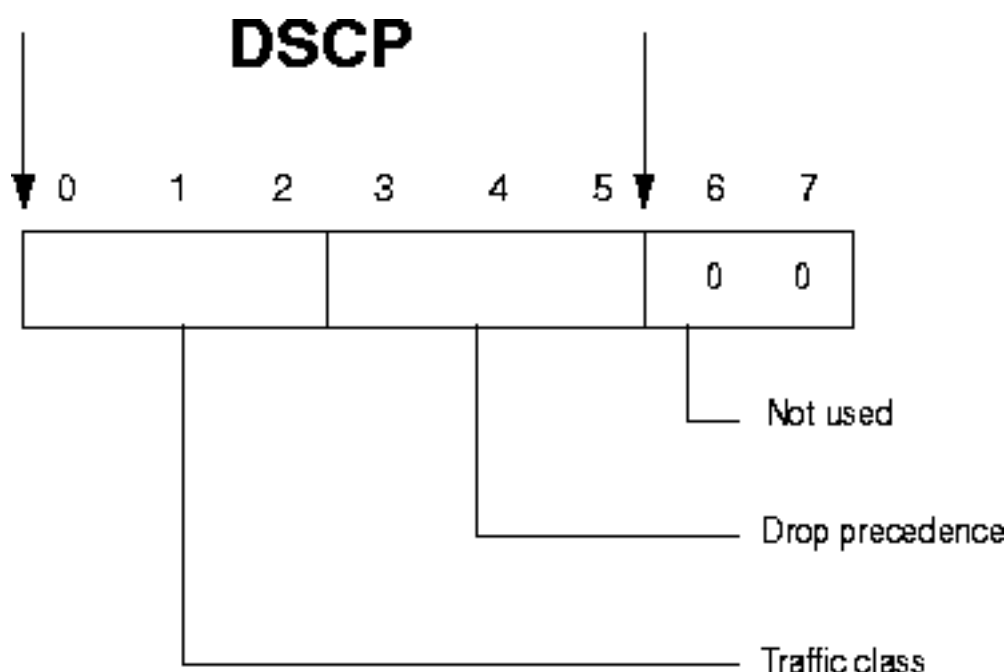 DSCP
0 1 2 3 4 5 6 7
0 0
Not used
Drop precedence
Traffic class